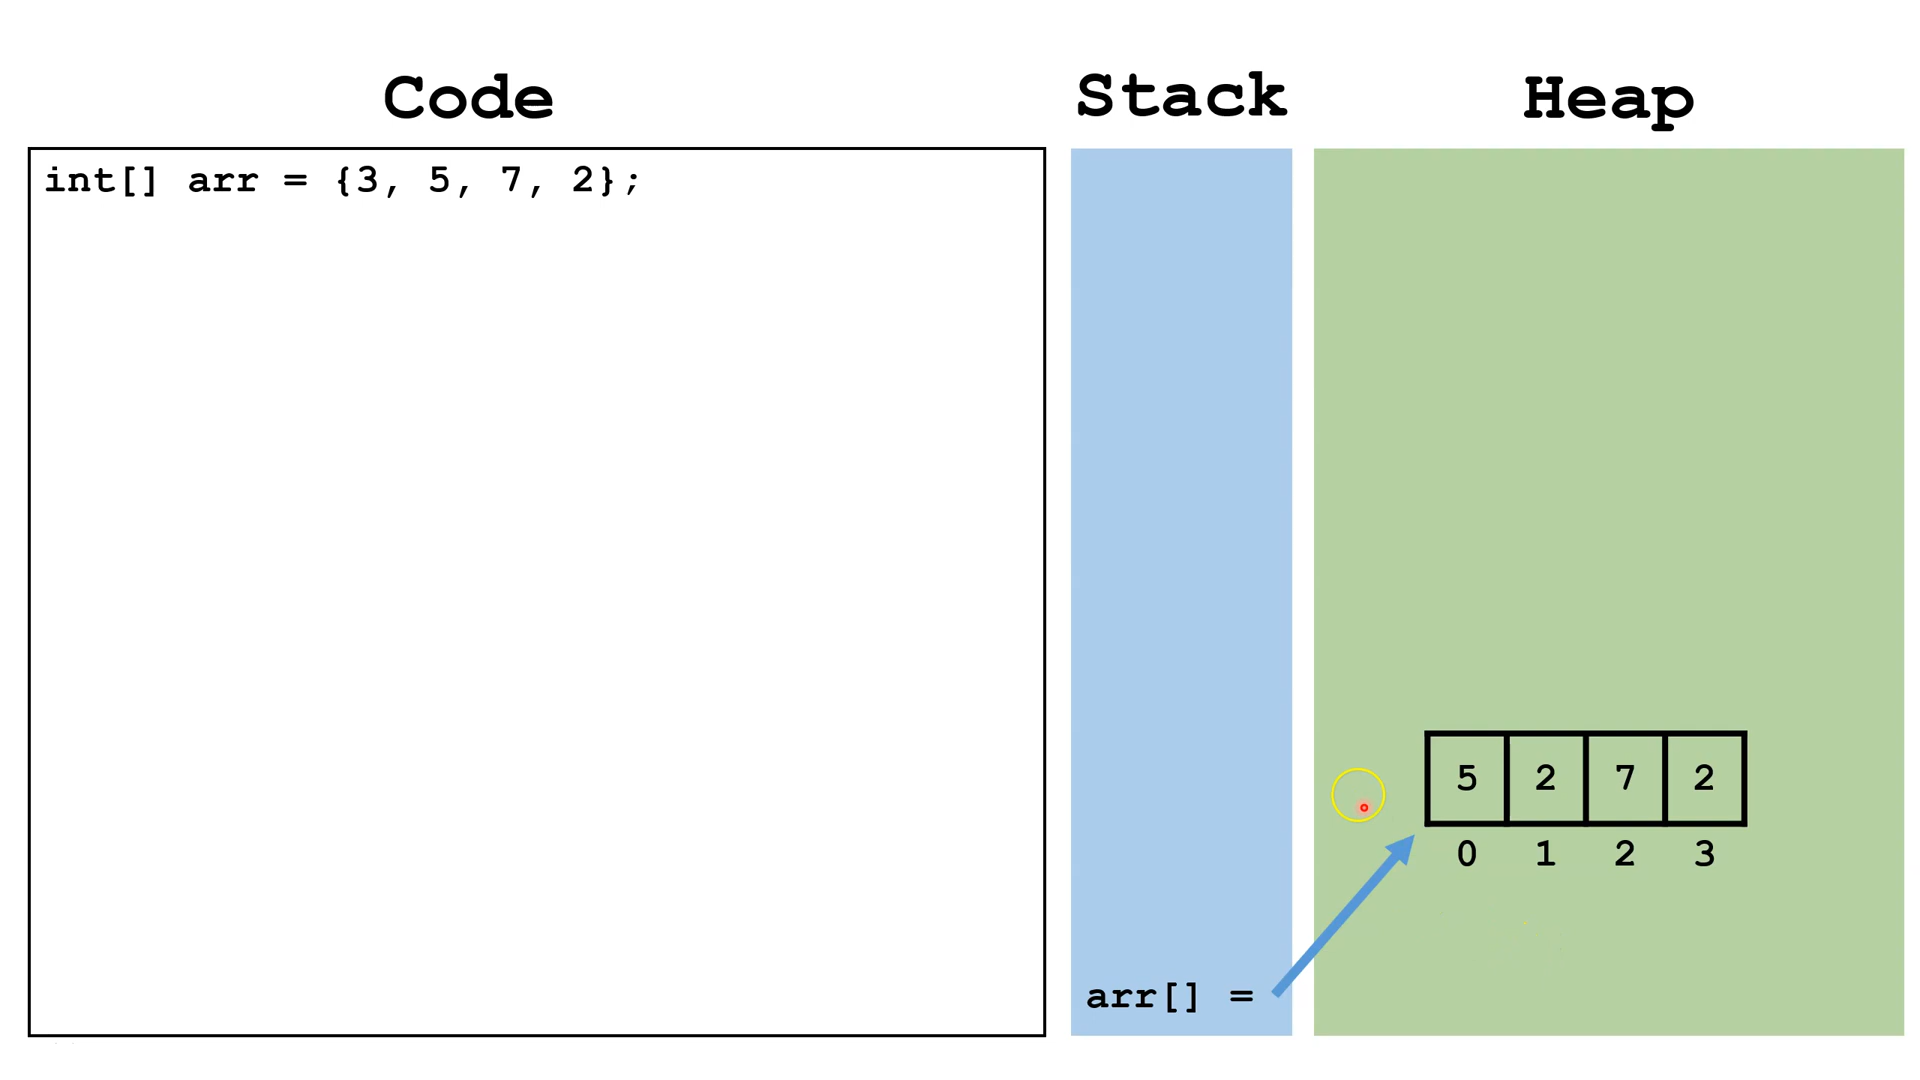 Code
Stack
Heap
int[] arr = {3, 5, 7, 2};
5 2 7 2
0 1 2 3
arr[] =